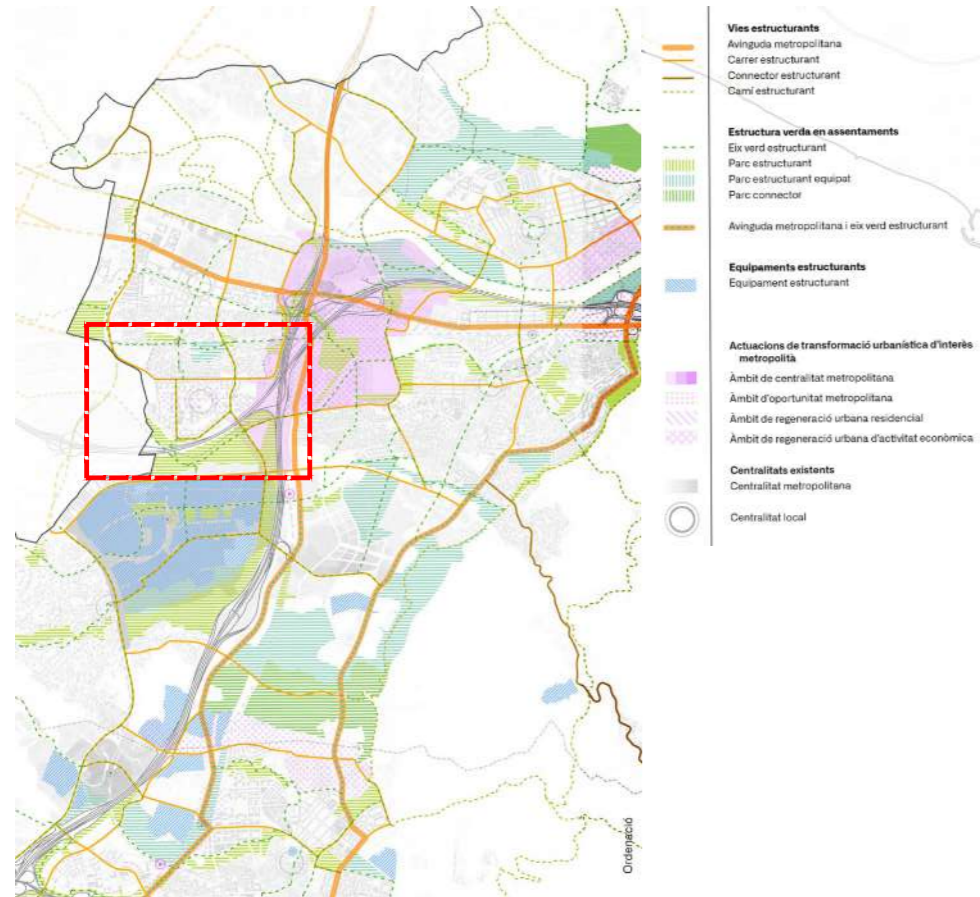 Vies estructurants
Avinguda metropolitana
Carrer estructurant
Connector estructurant
Camí estructurant
Estructura verda en assentaments
Eix verd estructurant
Parc estructurant
Parc estructurant equipat
Parc connector
Avinguda metropolitana i eix verd estructurant
Equipaments estructurants
Equipament estructurant
Actuacions de transformació urbanística d'interès
metropolità
Àmbit de centralitat metropolitana
Àmbit d'oportunitat metropolitana
Àmbit de regeneració urbana residencial
Àmbit de regeneració urbana d'activitat econòmica
Centralitats existents
Centralitat metropolitana
Centralitat local
Ordenació